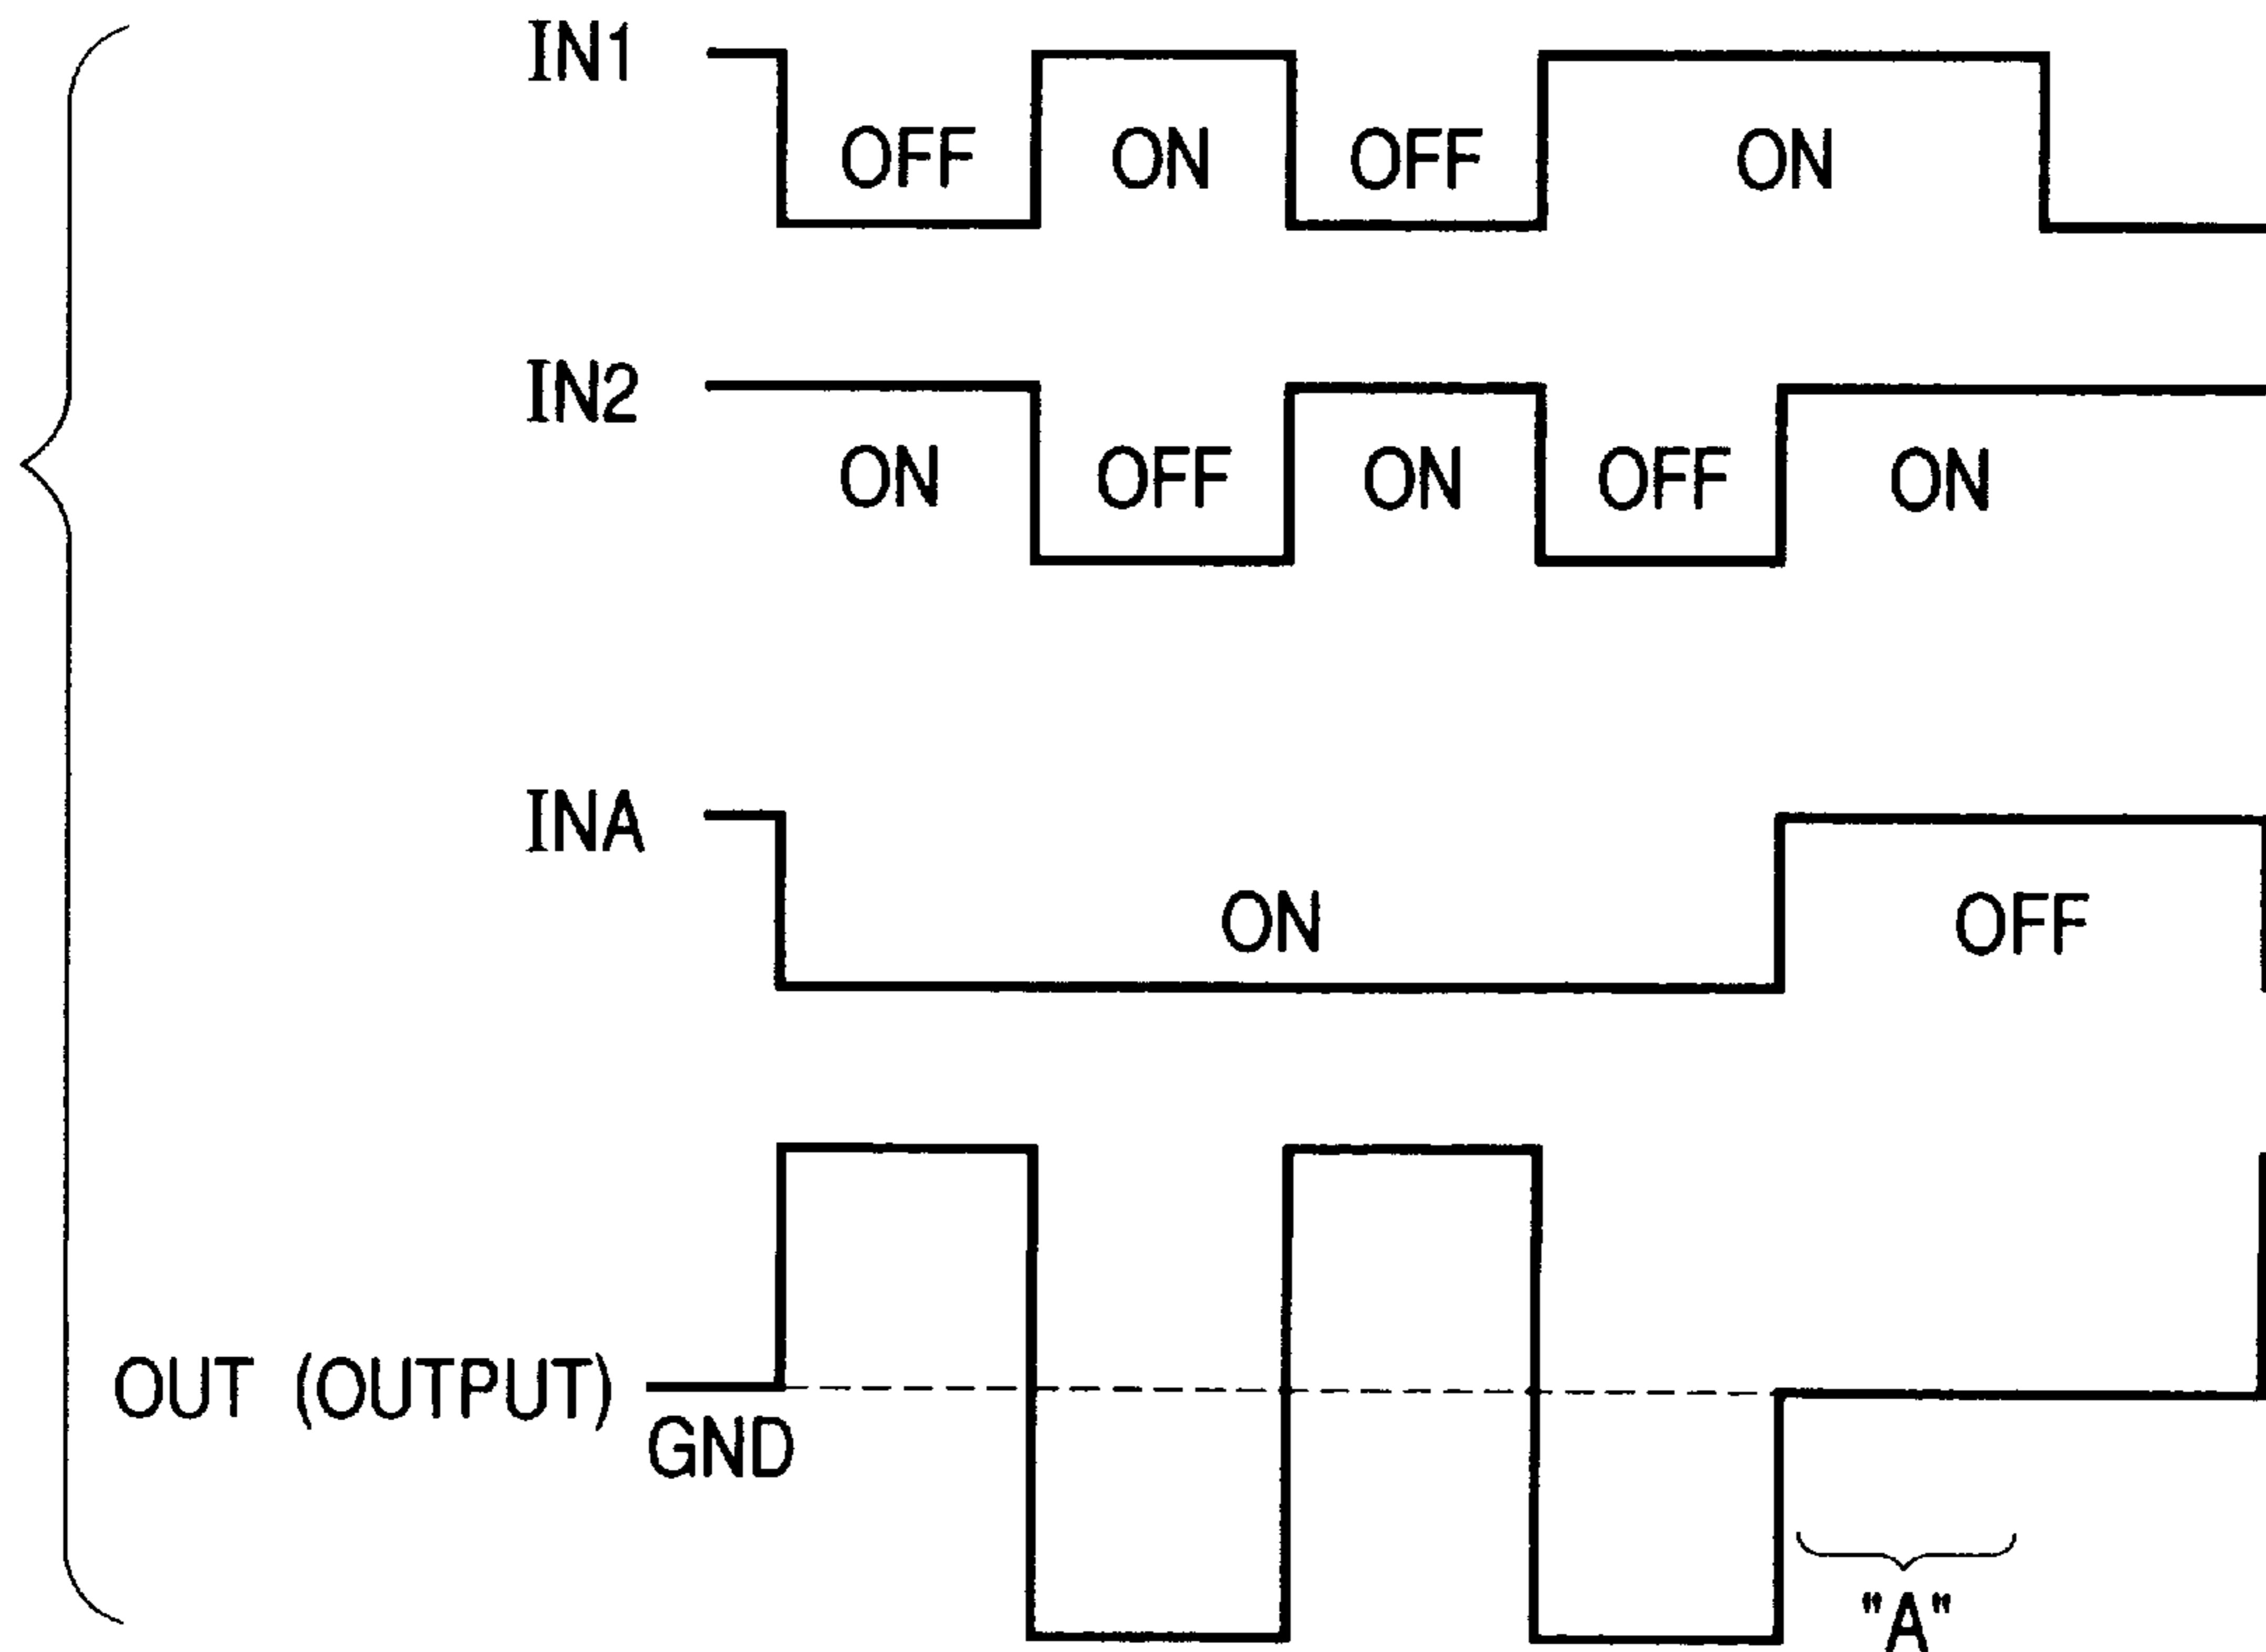 IN1
OFF ON OFF ON
IN2
ON OFF ON OFF ON
INA
ON OFF
OUT (OUTPUT)
GND
"A"